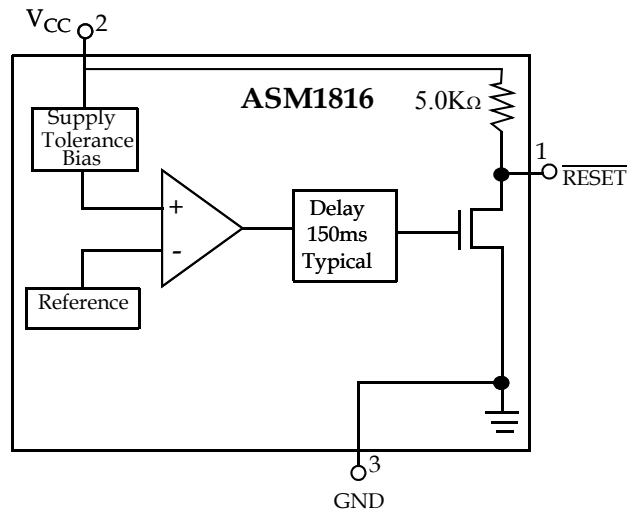 VCC 2
ASM1816
5.0KΩ
Supply
Tolerance
Bias
1
RESET
+
-
Delay
150ms
Typical
Reference
3
GND